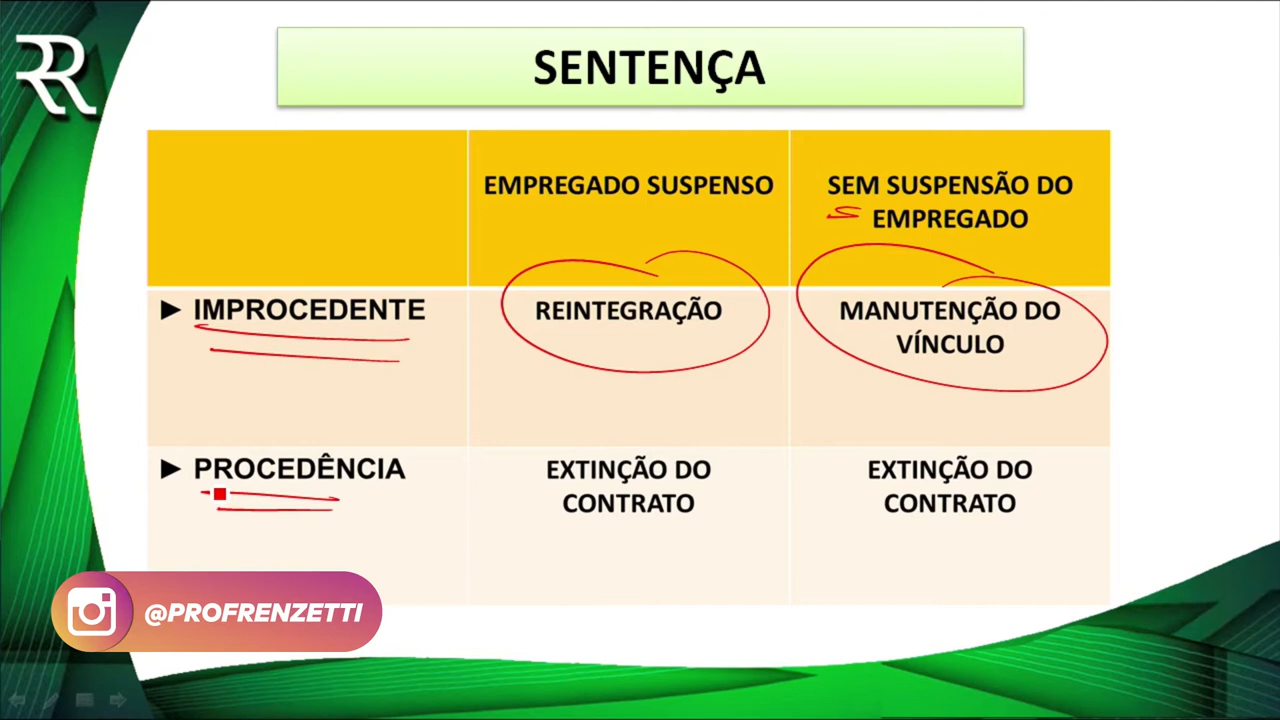 SENTENÇA
EMPREGADO SUSPENSO
SEM SUSPENSÃO DO
EMPREGADO
► IMPROCEDENTE
REINTEGRAÇÃO
MANUTENÇÃO DO
VÍNCULO
► PROCEDÊNCIA
EXTINÇÃO DO
CONTRATO
EXTINÇÃO DO
CONTRATO
@PROFRENZETTI